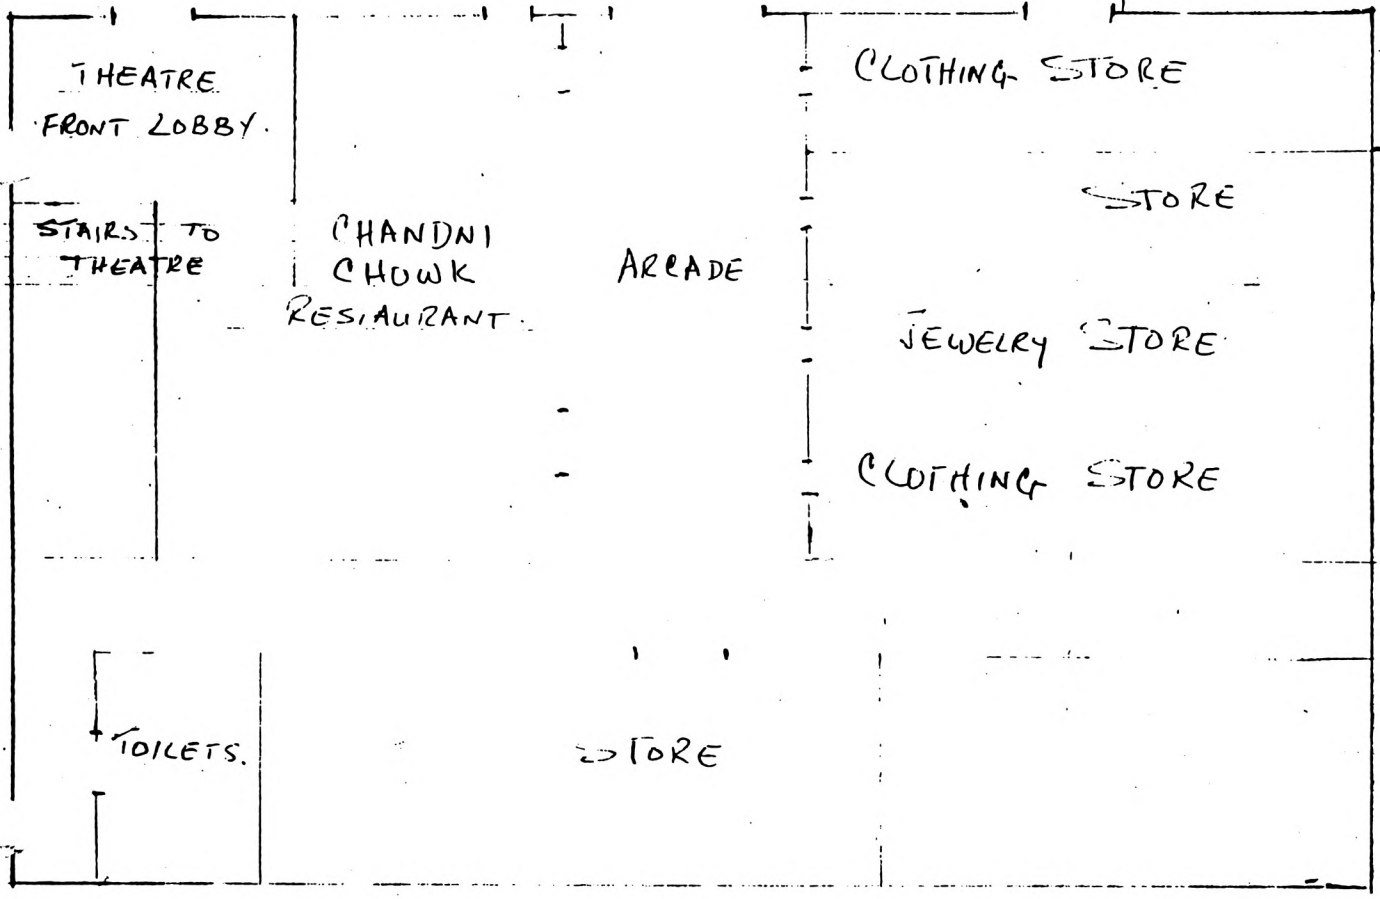 THEATRE
FRONT LOBBY.
CLOTHING STORE
STORE
STAIRS TO
THEATRE
CHANDNI
CHOWK
RESTAURANT.
ARCADE
JEWELRY STORE
CLOTHING STORE
TOILETS.
STORE